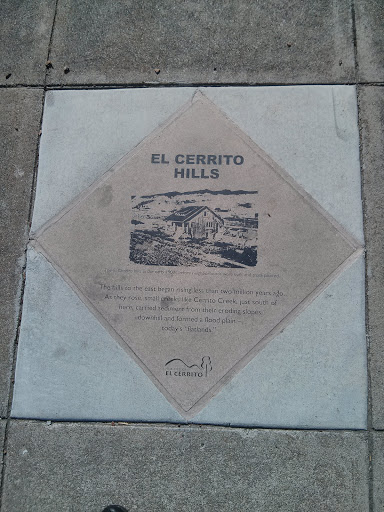 EL CERRITO
HILLS
The hills to the east began rising less than two million years ago.
As they rose, small creeks like Cerrito Creek, just south of
here, carried sediment from their eroding slopes
downhill and formed a flood plain—
today's "flatlands."
EL CERRITO